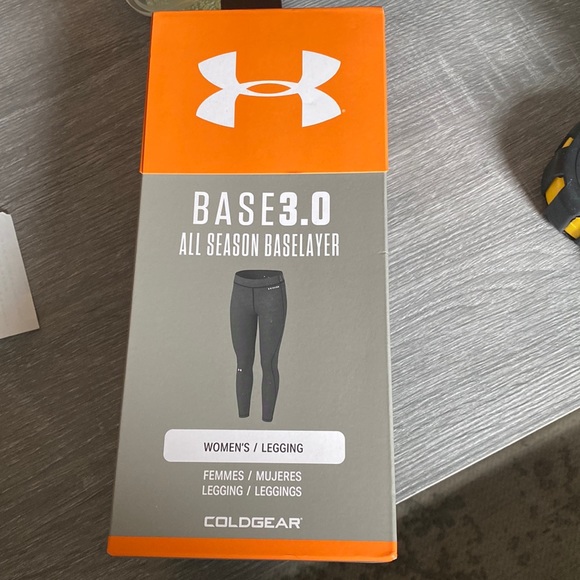 BASE3.0
ALL SEASON BASELAYER
WOMEN'S / LEGGING
FEMMES / MUJERES
LEGGING / LEGGINGS
COLDGEAR